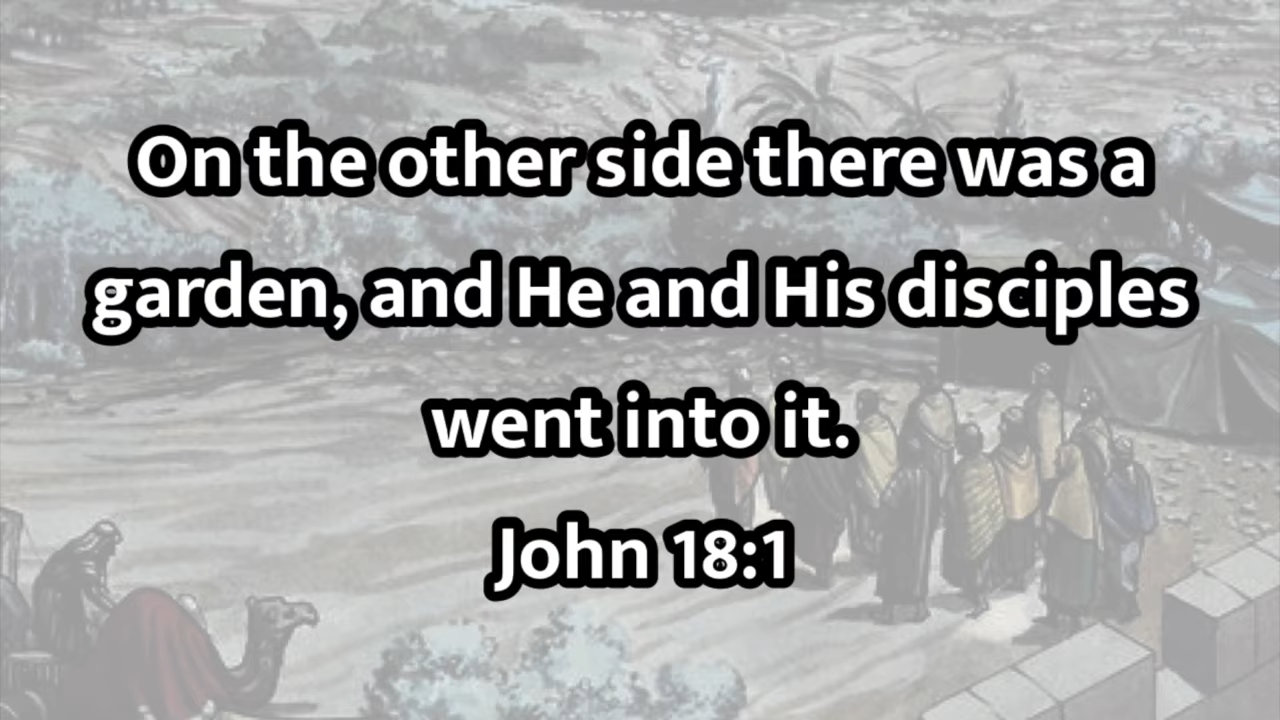 On the other side there was a
garden, and He and His disciples
went into it.
John 18:1